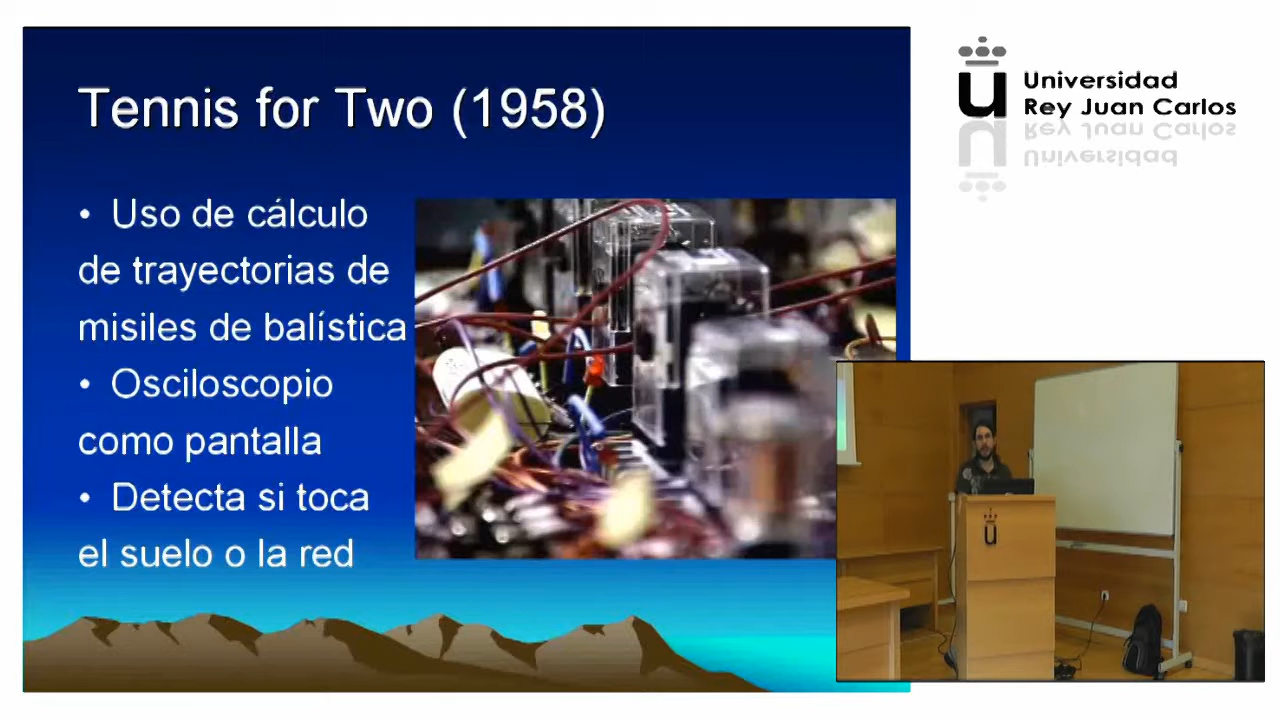 Tennis for Two (1958)
• Uso de cálculo
de trayectorias de
misiles de balística
• Osciloscopio
como pantalla
• Detecta si toca
el suelo o la red
Universidad
Rey Juan Carlos